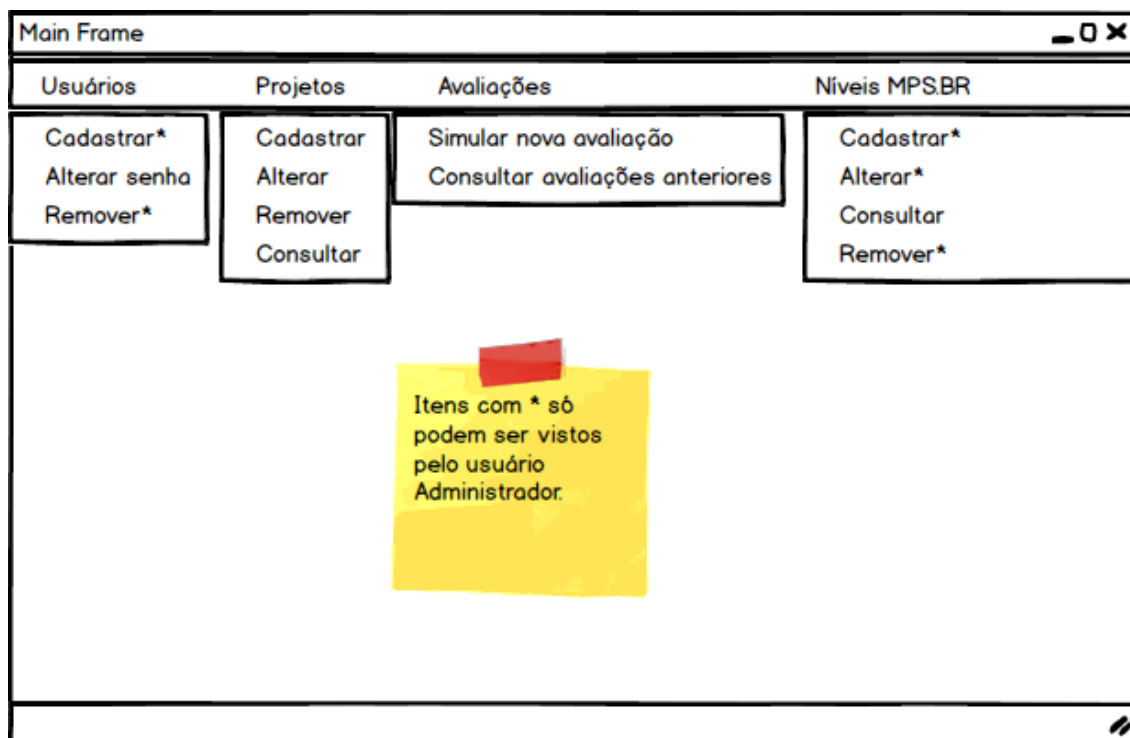 Main Frame
Usuários Projetos Avaliações Níveis MPS.BR
Cadastrar*
Alterar senha
Remover*
Cadastrar
Alterar
Remover
Consultar
Simular nova avaliação
Consultar avaliações anteriores
Cadastrar*
Alterar*
Consultar
Remover*
Itens com * só
podem ser vistos
pelo usuário
Administrador.